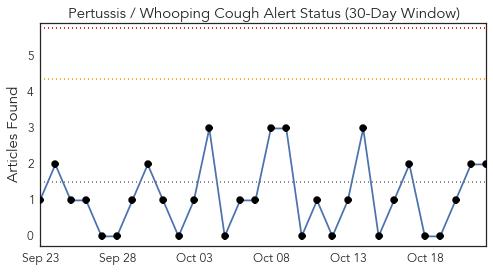 Pertussis / Whooping Cough Alert Status (30-Day Window)
Articles Found
5
4
3
2
1
0
Sep 23 Sep 28 Oct 03 Oct 08 Oct 13 Oct 18